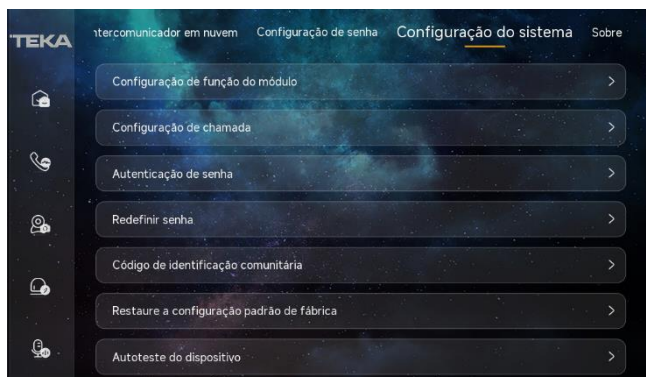 TEKA
ntercomunicador em nuvem Configuração de senha Configuração do sistema Sobre
Configuração de função do módulo
Configuração de chamada
Autenticação de senha
Redefinir senha
Código de identificação comunitária
Restaure a configuração padrão de fábrica
Autoteste do dispositivo